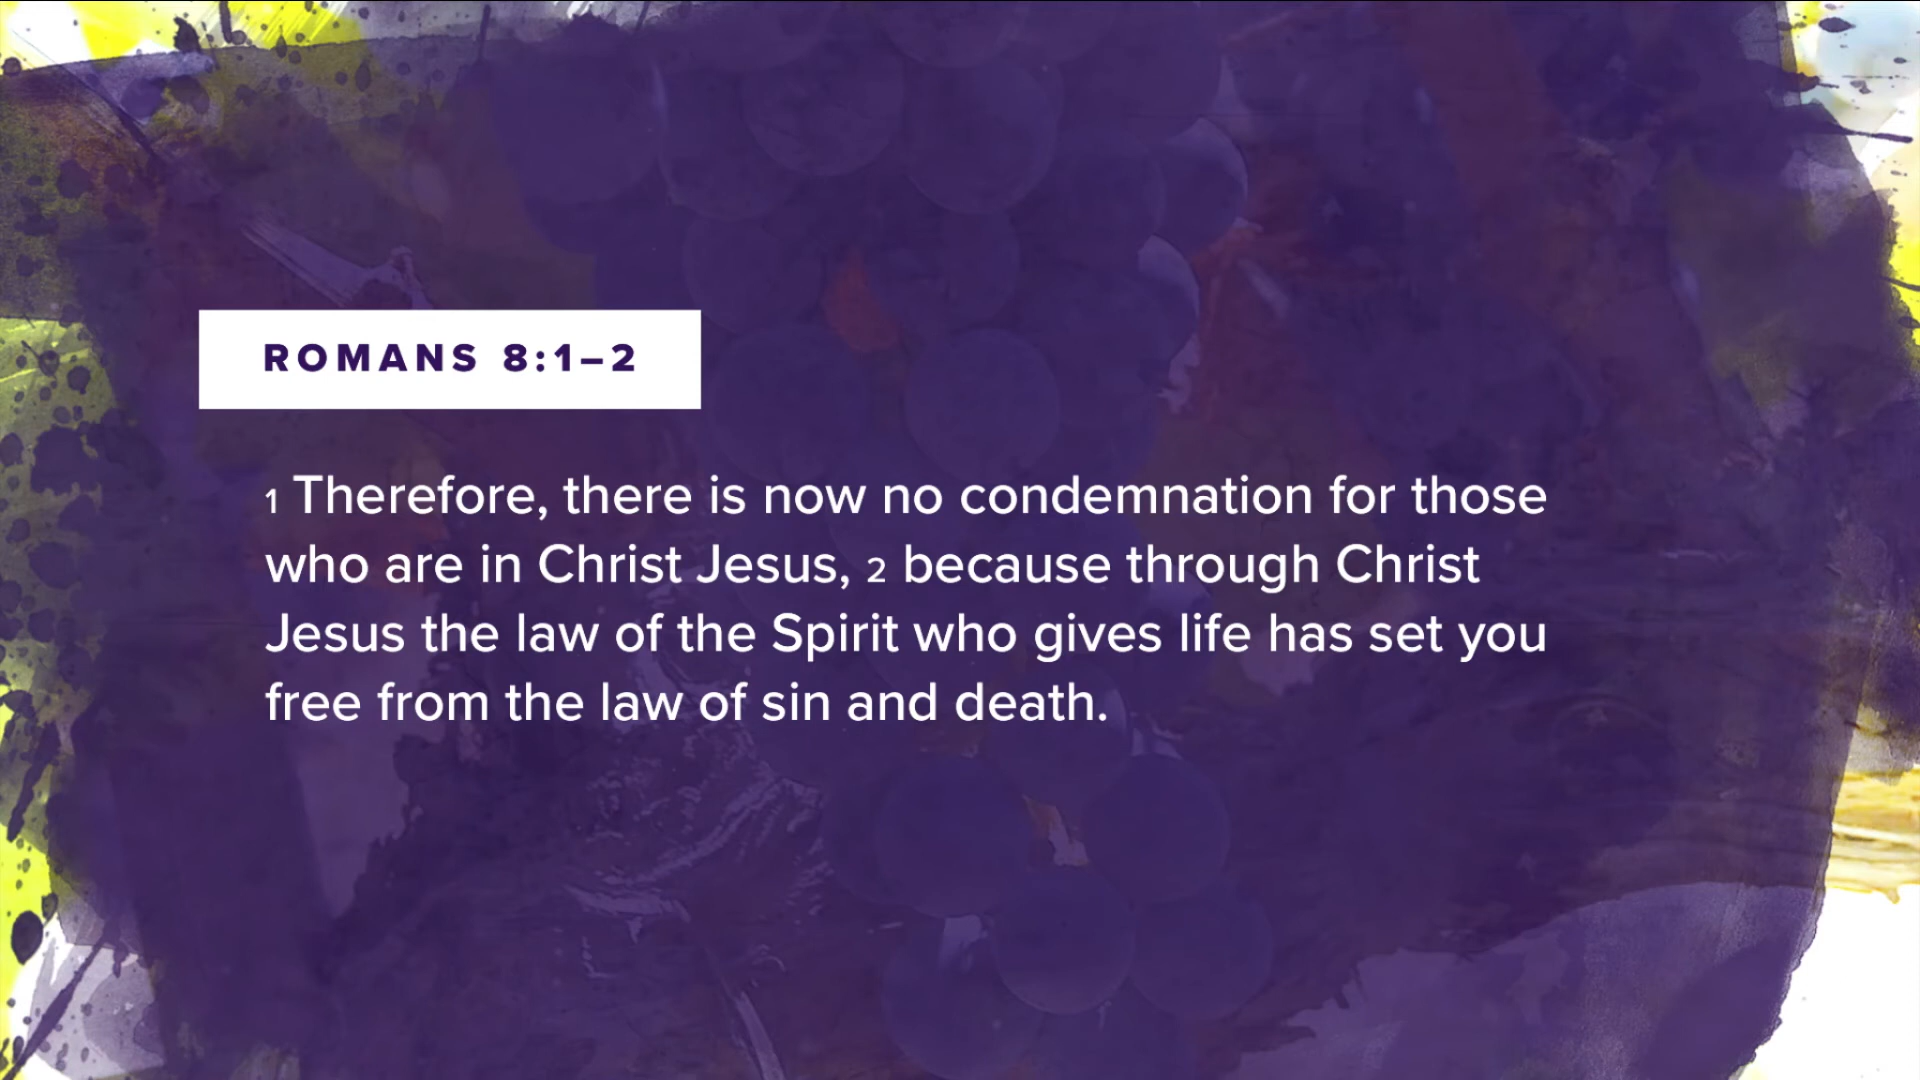 ROMANS 8:1–2
1 Therefore, there is now no condemnation for those
who are in Christ Jesus, 2 because through Christ
Jesus the law of the Spirit who gives life has set you
free from the law of sin and death.